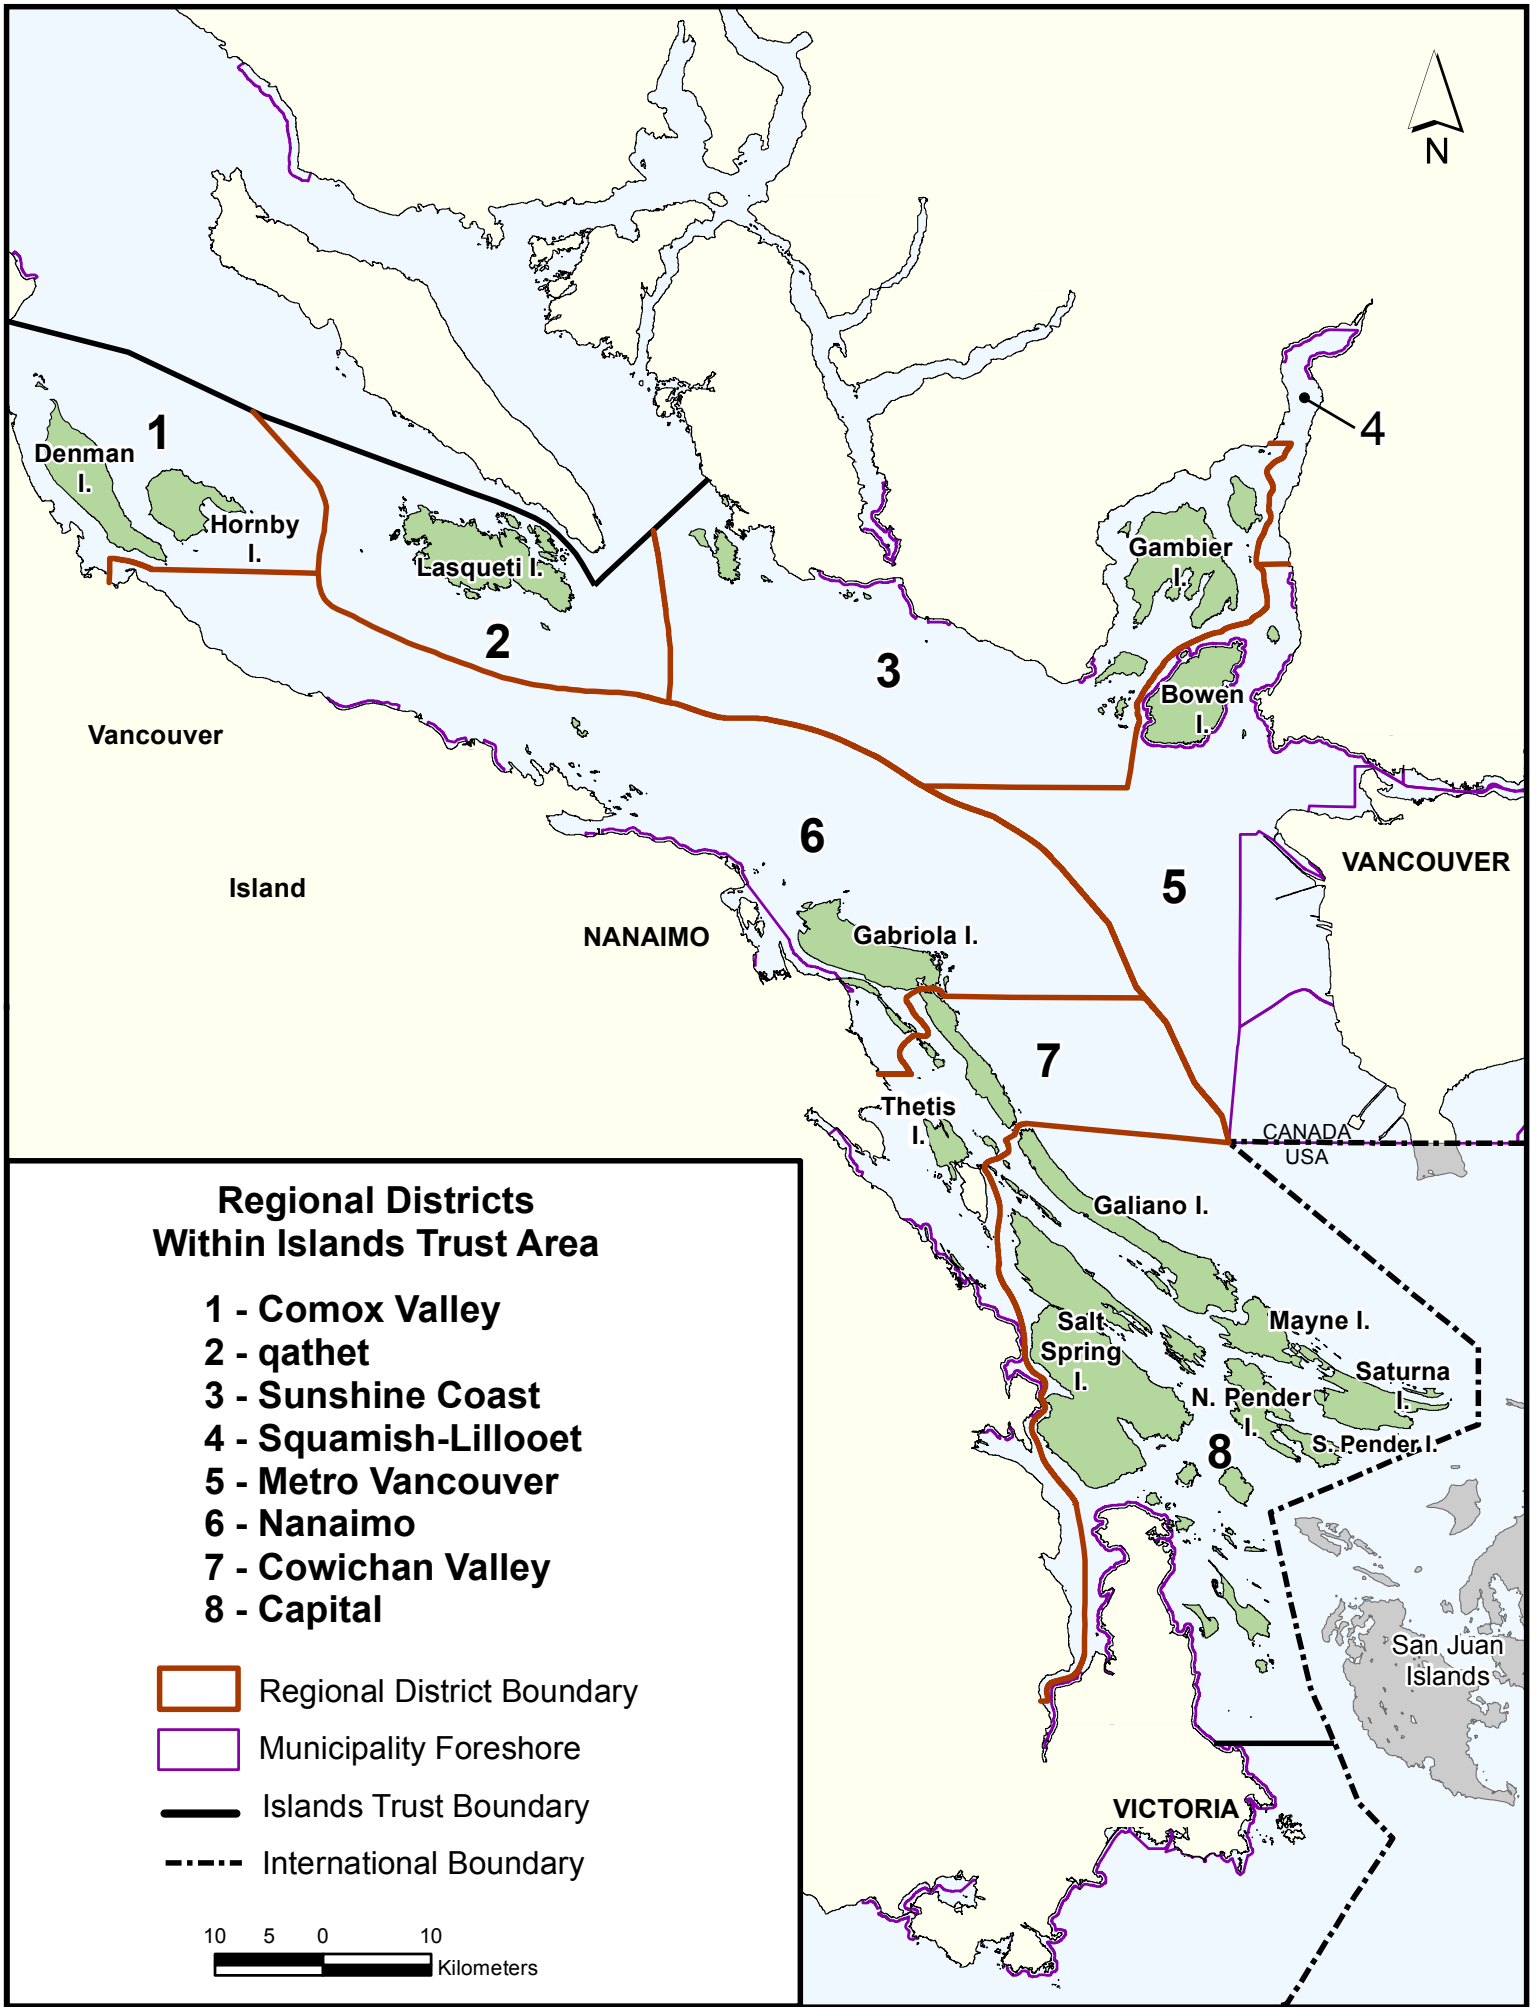 N
4
1
Denman
I.
Hornby
I.
Lasqueti I.
Gambier
I.
2
3
Bowen
I.
Vancouver
6
VANCOUVER
5
Island
NANAIMO
Gabriola I.
7
Thetis
I.
CANADA
USA
Galiano I.
Salt
Spring
I.
Mayne I.
Saturna
I.
N. Pender
I.
S. Pender I.
8
San Juan
Islands
VICTORIA
Regional Districts
Within Islands Trust Area
1 - Comox Valley
2 - qathet
3 - Sunshine Coast
4 - Squamish-Lillooet
5 - Metro Vancouver
6 - Nanaimo
7 - Cowichan Valley
8 - Capital
Regional District Boundary
Municipality Foreshore
Islands Trust Boundary
International Boundary
10 5 0 10
Kilometers